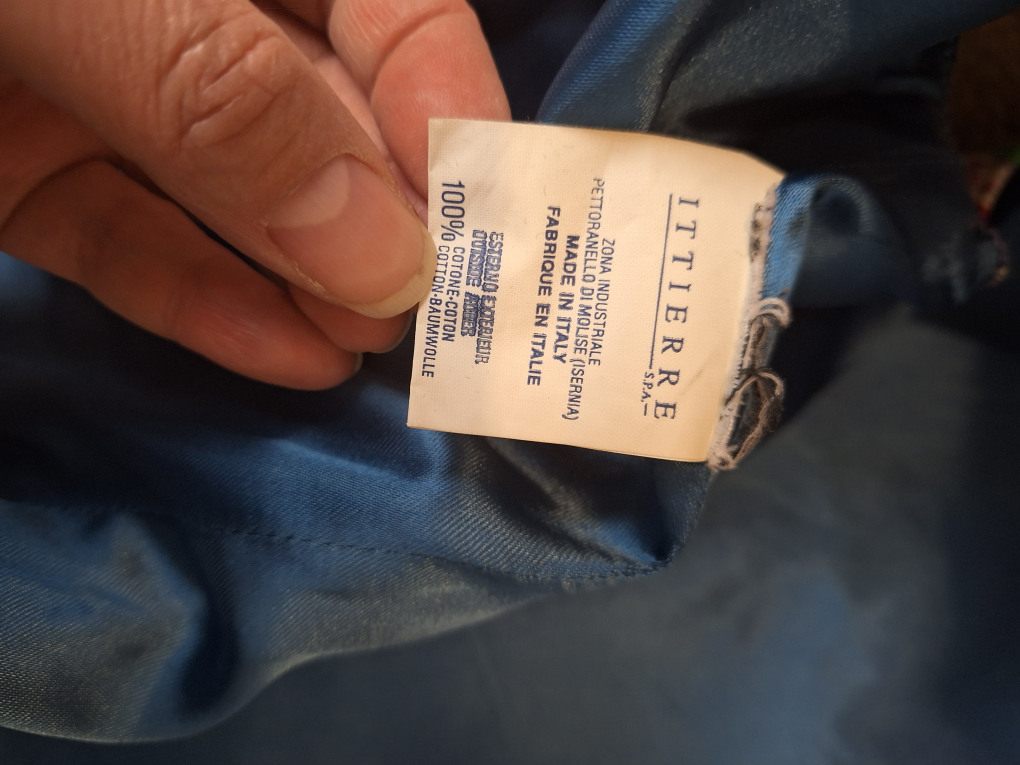 ITTIERRE
S.P.A.
ZONA INDUSTRIALE
PETTORANELLO DI MOLISE (ISERNIA)
MADE IN ITALY
FABRIQUE EN ITALIE
ESTERNO EXTERIEUR
OUTSIDE
100% COTONE-COTON
COTTON-BAUMWOLLE